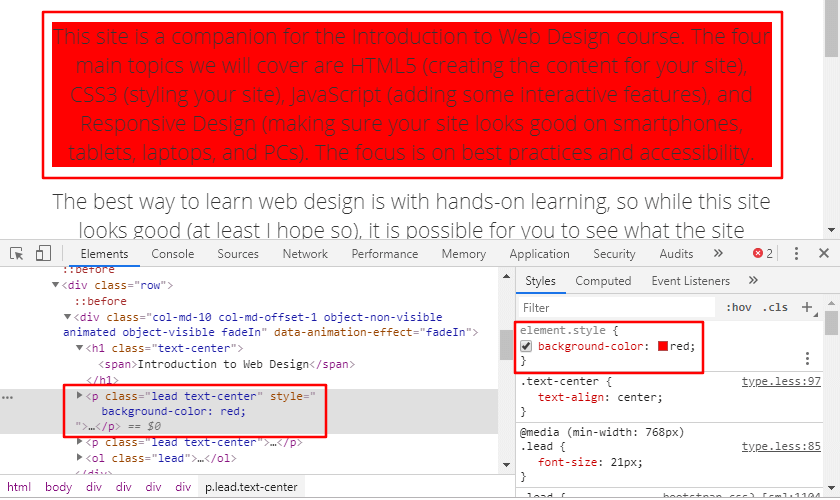 This site is a companion for the Introduction to Web Design course. The four
main topics we will cover are HTML5 (creating the content for your site),
CSS3 (styling your site), JavaScript (adding some interactive features), and
Responsive Design (making sure your site looks good on smartphones,
tablets, laptops, and PCs). The focus is on best practices and accessibility.
The best way to learn web design is with hands-on learning, so while this site
looks good (at least I hope so), it is possible for you to see what the site
Elements Console Sources Network Performance Memory Application Security Audits » 2
::before
<div class="row">
::before
<div class="col-md-10 col-md-offset-1 object-non-visible
animated object-visible fadeIn" data-animation-effect="fadeIn">
<h1 class="text-center">
<span>Introduction to Web Design</span>
</h1>
<p class="lead text-center" style="
background-color: red;
">…</p> == $0
<p class="lead text-center">…</p>
<ol class="lead">…</ol>
</div>
html body div div div div p.lead.text-center
Styles Computed Event Listeners »
Filter :hov .cls +
element.style {
background-color: red;
}
.text-center { type.less:97
text-align: center;
}
@media (min-width: 768px)
.lead { type.less:85
font-size: 21px;
}
.lead {